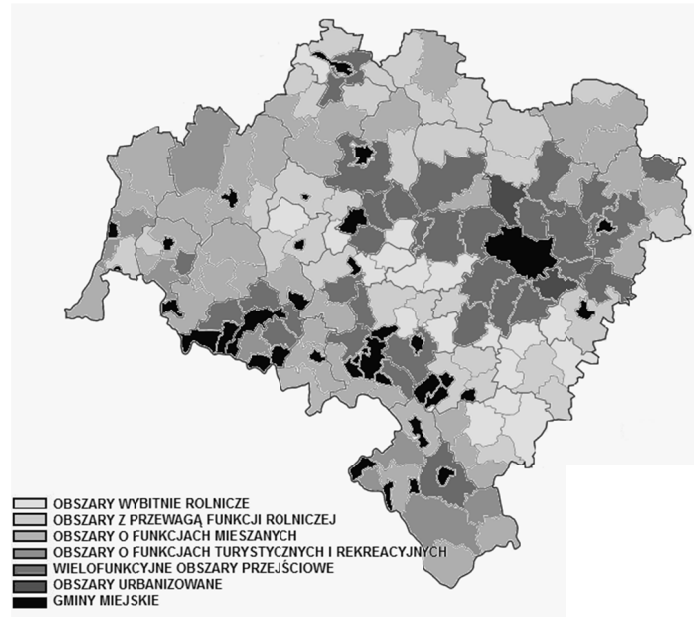 OBSZARY WYBITNIE ROLNICZE
OBSZARY Z PRZEWAGĄ FUNKCJI ROLNICZEJ
OBSZARY O FUNKCJACH MIESZANYCH
OBSZARY O FUNKCJACH TURYSTYCZNYCH I REKREACYJNYCH
WIELOFUNKCYJNE OBSZARY PRZEJŚCIOWE
OBSZARY URBANIZOWANE
GMINY MIEJSKIE